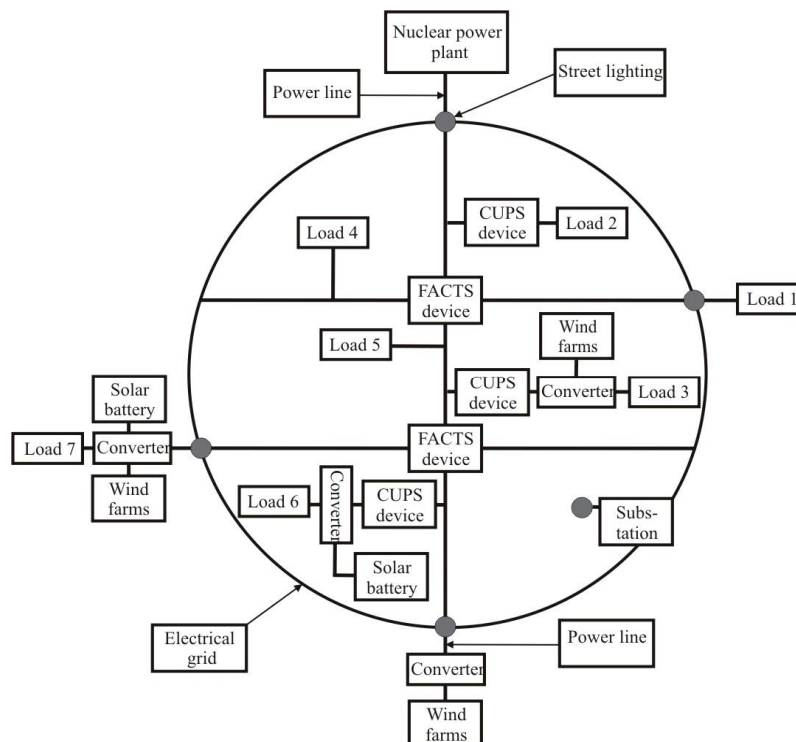 Nuclear power
plant
Power line
Street lighting
CUPS
device
Load 2
Load 4
FACTS
device
Load 1
Wind
farms
Load 5
CUPS
device
Converter
Load 3
Solar
battery
Load 7
Converter
FACTS
device
Wind
farms
Load 6
Converter
CUPS
device
Subs-
tation
Solar
battery
Electrical
grid
Power line
Converter
Wind
farms